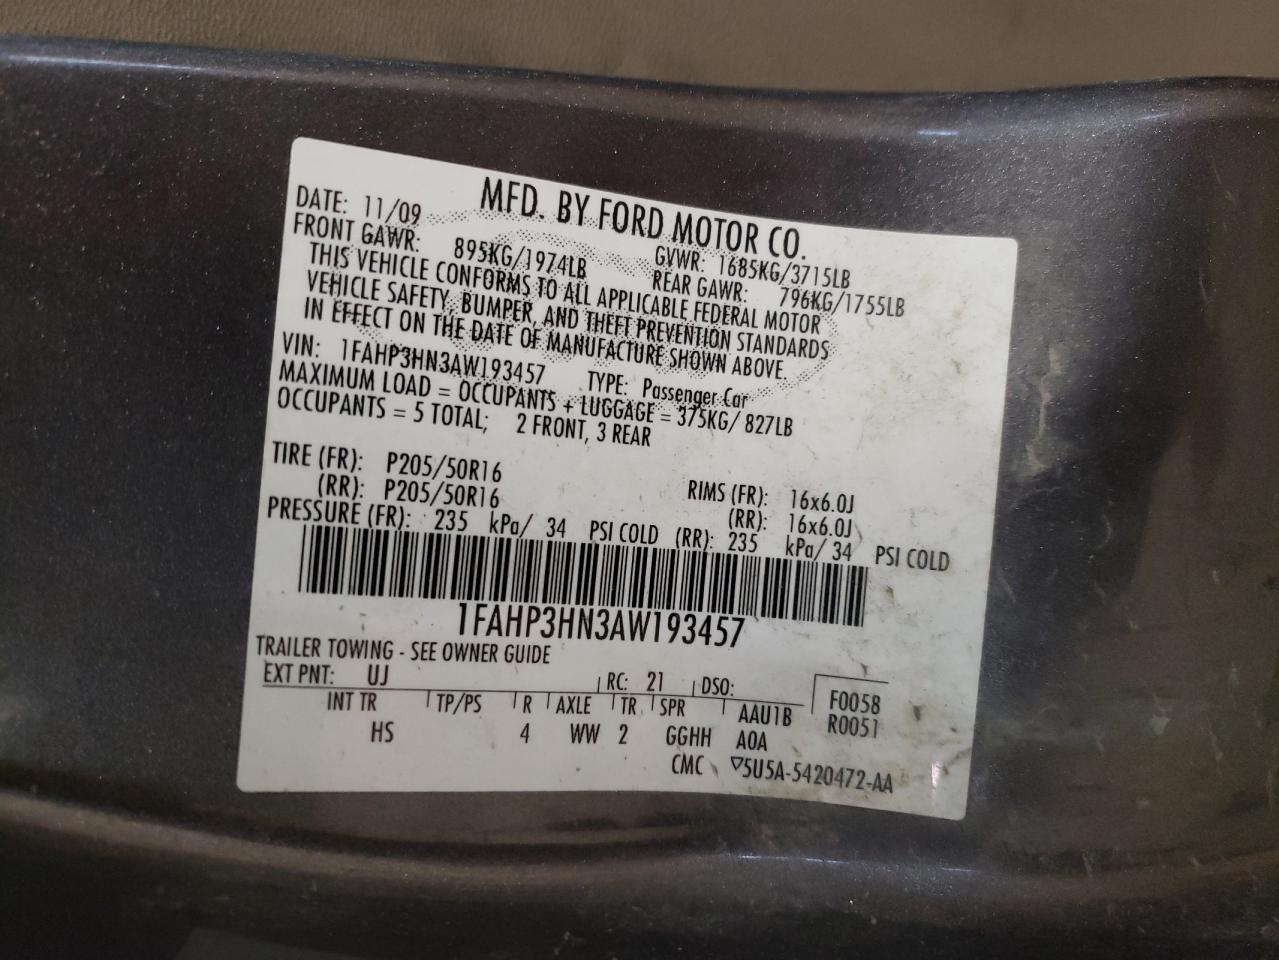 MFD. BY FORD MOTOR CO.
DATE: 11/09 GVWR: 1685KG/3715LB
FRONT GAWR: 895KG/1974LB REAR GAWR: 796KG/1755LB
THIS VEHICLE CONFORMS TO ALL APPLICABLE FEDERAL MOTOR
VEHICLE SAFETY, BUMPER, AND THEFT PREVENTION STANDARDS
IN EFFECT ON THE DATE OF MANUFACTURE SHOWN ABOVE.
VIN: 1FAHP3HN3AW193457 TYPE: Passenger Car
MAXIMUM LOAD = OCCUPANTS + LUGGAGE = 375KG/ 827LB
OCCUPANTS = 5 TOTAL; 2 FRONT, 3 REAR
TIRE (FR): P205/50R16 RIMS (FR): 16x6.0J
(RR): P205/50R16 (RR): 16x6.0J
PRESSURE (FR): 235 kPa/ 34 PSI COLD (RR): 235 kPa/ 34 PSI COLD
1FAHP3HN3AW193457
TRAILER TOWING - SEE OWNER GUIDE
EXT PNT: UJ RC: 21 DSO: F0058
INT TR TP/PS R AXLE TR SPR AAU1B R0051
HS 4 WW 2 GGHH A0A
CMC ▽5U5A-5420472-AA